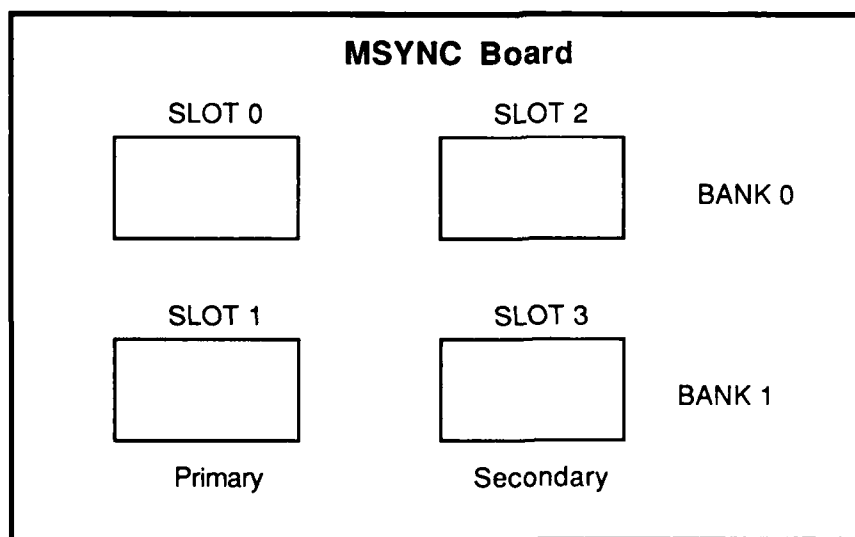 MSYNC Board
SLOT 0 SLOT 2
BANK 0
SLOT 1 SLOT 3
BANK 1
Primary Secondary